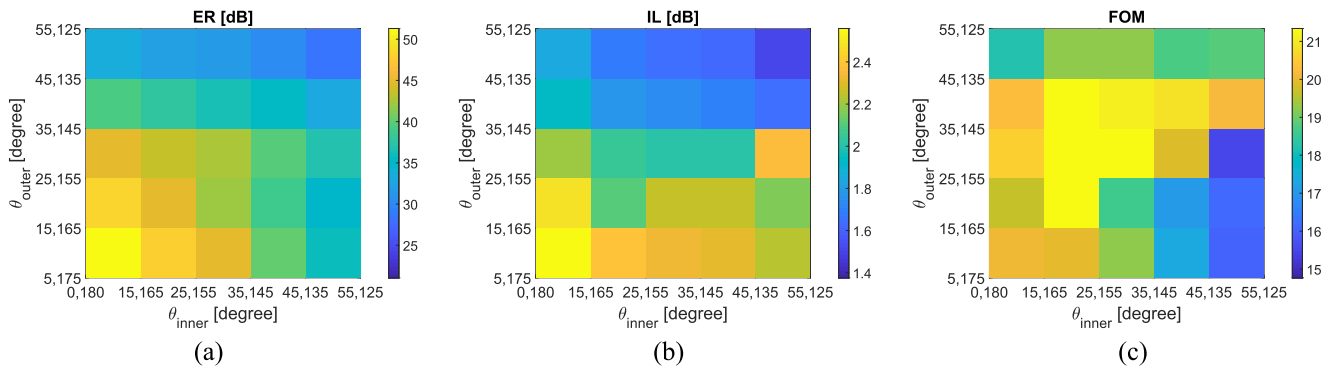 ER [dB]
55,125
45,135
35,145
25,155
15,165
5,175
θouter [degree]
0,180 15,165 25,155 35,145 45,135 55,125
θinner [degree]
50
45
40
35
30
25
(a)
IL [dB]
55,125
45,135
35,145
25,155
15,165
5,175
θouter [degree]
0,180 15,165 25,155 35,145 45,135 55,125
θinner [degree]
2.4
2.2
2
1.8
1.6
1.4
(b)
FOM
55,125
45,135
35,145
25,155
15,165
5,175
θouter [degree]
0,180 15,165 25,155 35,145 45,135 55,125
θinner [degree]
21
20
19
18
17
16
15
(c)